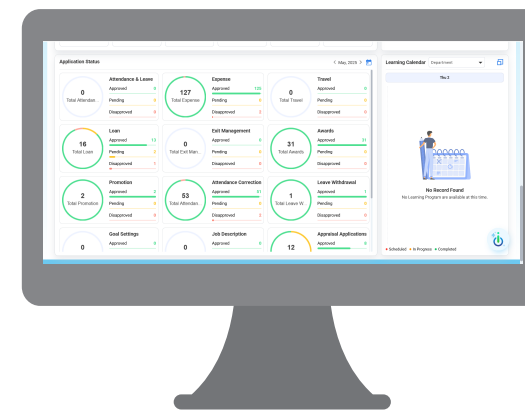 Application Status
< May, 2025 >
Attendance & Leave
0
Total Attendan..
Approved 0
Pending 0
Disapproved 0
Expense
127
Total Expense
Approved 125
Pending 0
Disapproved 2
Travel
0
Total Travel
Approved 0
Pending 0
Disapproved 0
Loan
16
Total Loan
Approved 13
Pending 2
Disapproved 1
Exit Management
0
Total Exit Man..
Approved 0
Pending 0
Disapproved 0
Awards
31
Total Awards
Approved 31
Pending 0
Disapproved 0
Promotion
2
Total Promotion
Approved 2
Pending 0
Disapproved 0
Attendance Correction
53
Total Attendan..
Approved 51
Pending 0
Disapproved 2
Leave Withdrawal
1
Total Leave W..
Approved 1
Pending 0
Disapproved 0
Goal Settings
0
Approved 0
Job Description
0
Approved 0
Appraisal Applications
12
Approved 8
Learning Calendar
Department
Thu 3
No Record Found
No Learning Program are available at this time.
Scheduled In Progress Completed